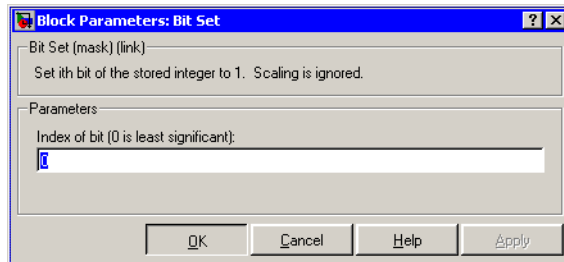 Block Parameters: Bit Set
Bit Set (mask) (link)
Set ith bit of the stored integer to 1.  Scaling is ignored.
Parameters
Index of bit (0 is least significant):
0
OK Cancel Help Apply